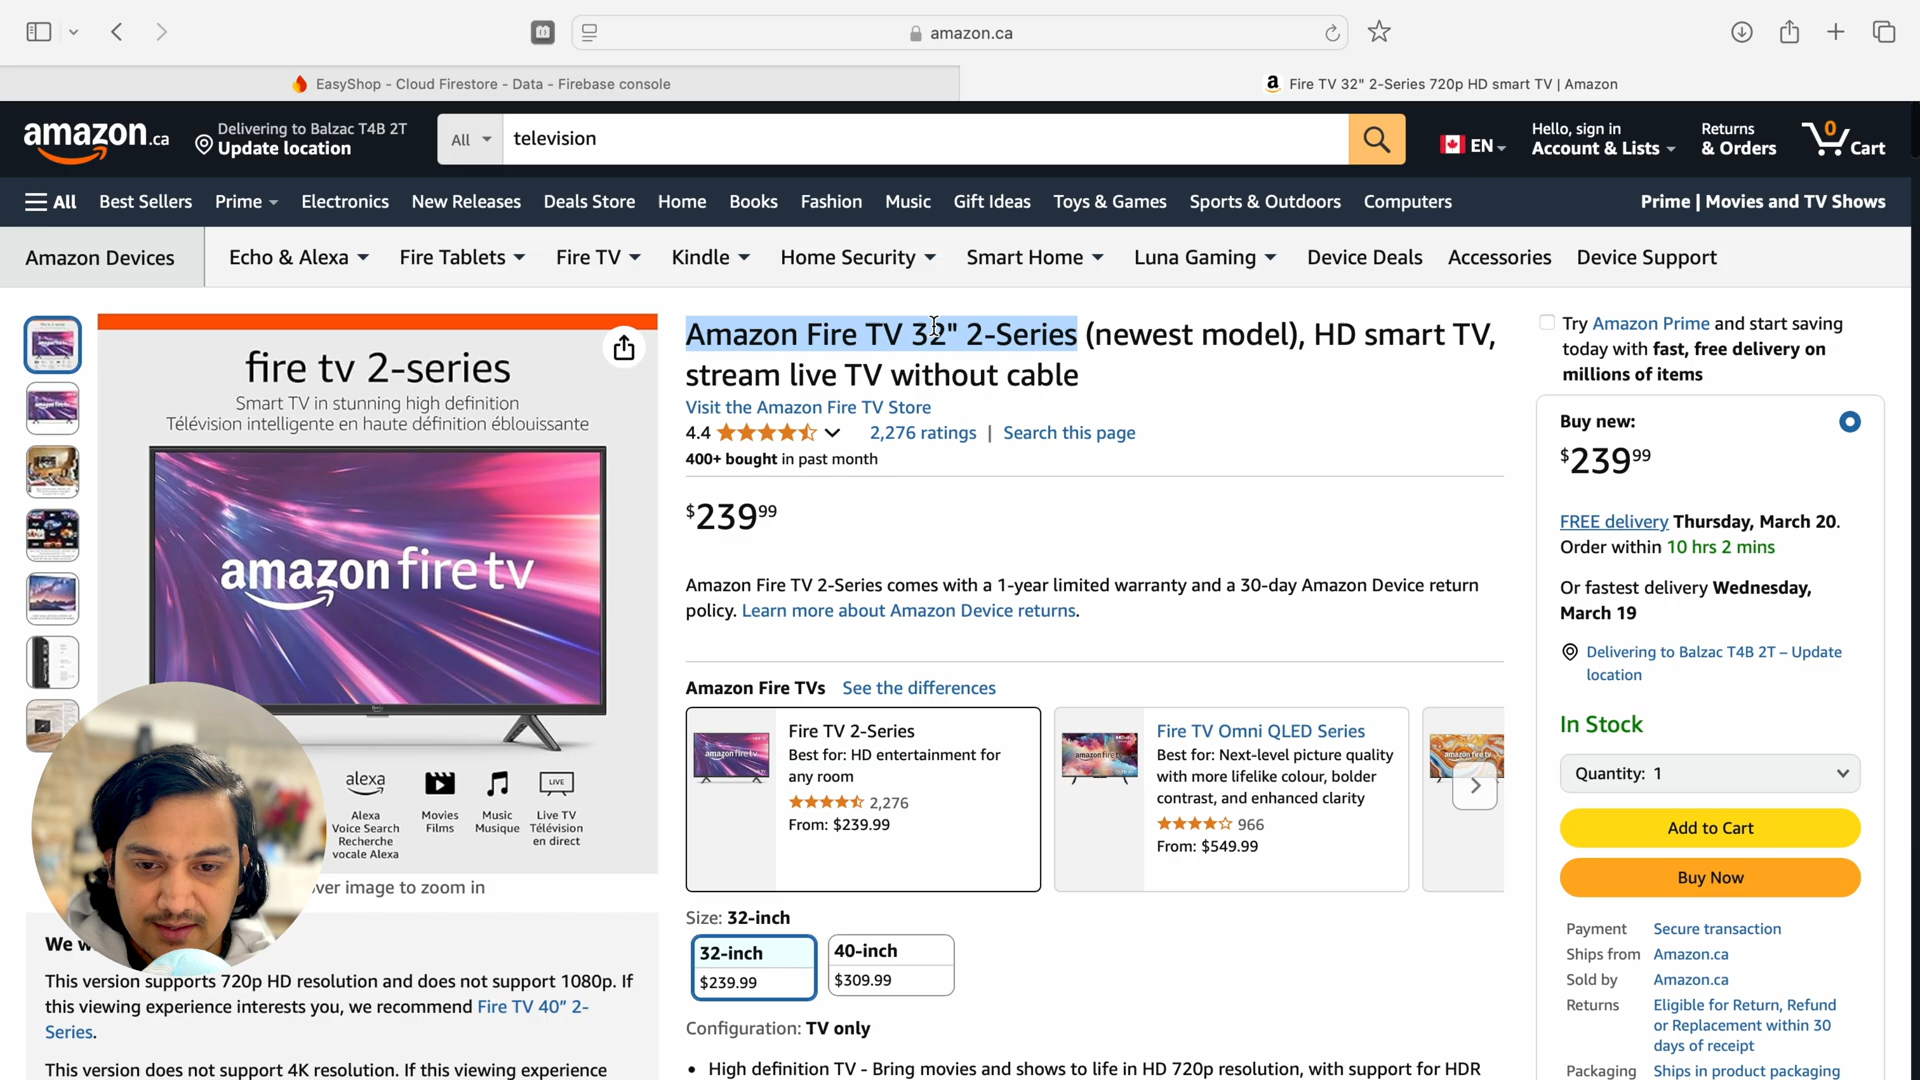 amazon.ca
EasyShop - Cloud Firestore - Data - Firebase console
Fire TV 32" 2-Series 720p HD smart TV | Amazon
amazon.ca
Delivering to Balzac T4B 2T
Update location
All
television
EN
Hello, sign in
Account & Lists
Returns
& Orders
0
Cart
All
Best Sellers
Prime
Electronics
New Releases
Deals Store
Home
Books
Fashion
Music
Gift Ideas
Toys & Games
Sports & Outdoors
Computers
Prime | Movies and TV Shows
Amazon Devices
Echo & Alexa
Fire Tablets
Fire TV
Kindle
Home Security
Smart Home
Luna Gaming
Device Deals
Accessories
Device Support
fire tv 2-series
Smart TV in stunning high definition
Télévision intelligente en haute définition éblouissante
amazon fire tv
alexa
Alexa
Voice Search
Recherche
vocale Alexa
Movies
Films
Music
Musique
LIVE
Live TV
Télévision
en direct
ver image to zoom in
We w
This version supports 720p HD resolution and does not support 1080p. If
this viewing experience interests you, we recommend Fire TV 40" 2-
Series.
This version does not support 4K resolution. If this viewing experience
Amazon Fire TV 32" 2-Series (newest model), HD smart TV,
stream live TV without cable
Visit the Amazon Fire TV Store
4.4
2,276 ratings | Search this page
400+ bought in past month
$239.99
Amazon Fire TV 2-Series comes with a 1-year limited warranty and a 30-day Amazon Device return
policy. Learn more about Amazon Device returns.
Amazon Fire TVs See the differences
Fire TV 2-Series
Best for: HD entertainment for
any room
2,276
From: $239.99
Fire TV Omni QLED Series
Best for: Next-level picture quality
with more lifelike colour, bolder
contrast, and enhanced clarity
966
From: $549.99
Size: 32-inch
32-inch
$239.99
40-inch
$309.99
Configuration: TV only
• High definition TV - Bring movies and shows to life in HD 720p resolution, with support for HDR
Try Amazon Prime and start saving
today with fast, free delivery on
millions of items
Buy new:
$239.99
FREE delivery Thursday, March 20.
Order within 10 hrs 2 mins
Or fastest delivery Wednesday,
March 19
Delivering to Balzac T4B 2T – Update
location
In Stock
Quantity: 1
Add to Cart
Buy Now
Payment Secure transaction
Ships from Amazon.ca
Sold by Amazon.ca
Returns Eligible for Return, Refund
or Replacement within 30
days of receipt
Packaging Ships in product packaging